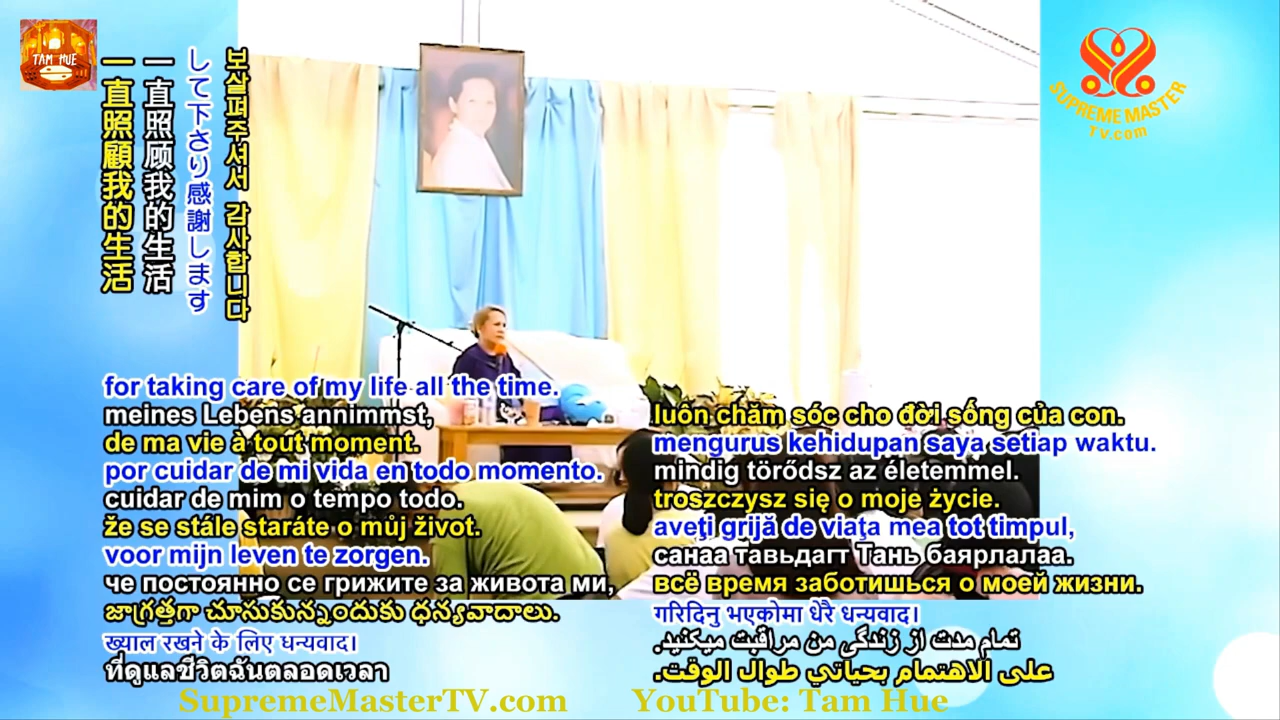 TAM HUE
一直照顧我的生活
一直照顾我的生活
して下さり感謝します
보살펴주셔서 감사합니다
SUPREME MASTER
TV.com
for taking care of my life all the time.
meines Lebens annimmst,
de ma vie à tout moment.
por cuidar de mi vida en todo momento.
cuidar de mim o tempo todo.
že se stále staráte o můj život.
voor mijn leven te zorgen.
че постоянно се грижите за живота ми,
జాగ్రత్తగా చూసుకున్నందుకు ధన్యవాదాలు.
ख्याल रखने के लिए धन्यवाद।
ที่ดูแลชีวิตฉันตลอดเวลา
luôn chăm sóc cho đời sống của con.
mengurus kehidupan saya setiap waktu.
mindig törődsz az életemmel.
troszczysz się o moje życie.
aveţi grijă de viaţa mea tot timpul,
санаа тавьдагт Тань баярлалаа.
всё время заботишься о моей жизни.
गरिदिनु भएकोमा धेरै धन्यवाद।
تمام مدت از زندگی من مراقبت میکنید.
على الاهتمام بحياتي طوال الوقت.
SupremeMasterTV.com YouTube: Tam Hue